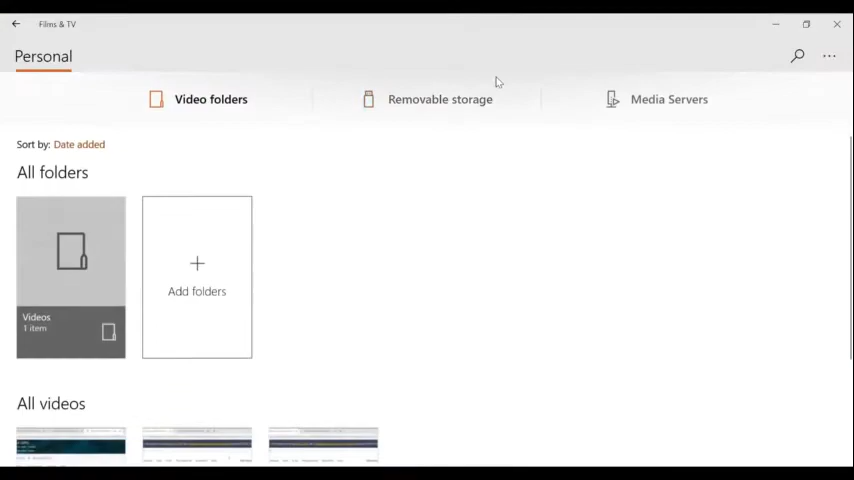 Films & TV
Personal
Video folders
Removable storage
Media Servers
Sort by: Date added
All folders
Videos
1 item
Add folders
All videos